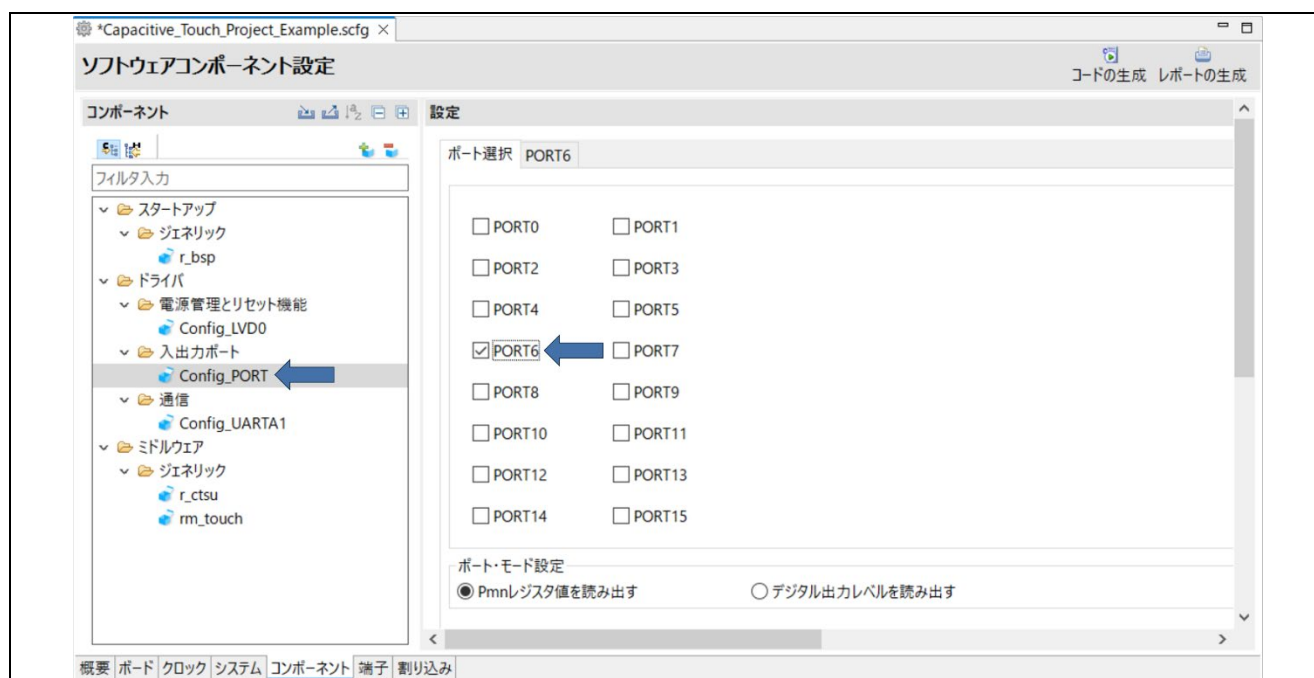 *Capacitive_Touch_Project_Example.scfg
ソフトウェアコンポーネント設定
コードの生成 レポートの生成
コンポーネント
設定
フィルタ入力
スタートアップ
ジェネリック
r_bsp
ドライバ
電源管理とリセット機能
Config_LVD0
入出力ポート
Config_PORT
通信
Config_UARTA1
ミドルウェア
ジェネリック
r_ctsu
rm_touch
ポート選択 PORT6
PORT0 PORT1
PORT2 PORT3
PORT4 PORT5
PORT6 PORT7
PORT8 PORT9
PORT10 PORT11
PORT12 PORT13
PORT14 PORT15
ポート・モード設定
Pmnレジスタ値を読み出す デジタル出力レベルを読み出す
概要 ボード クロック システム コンポーネント 端子 割り込み